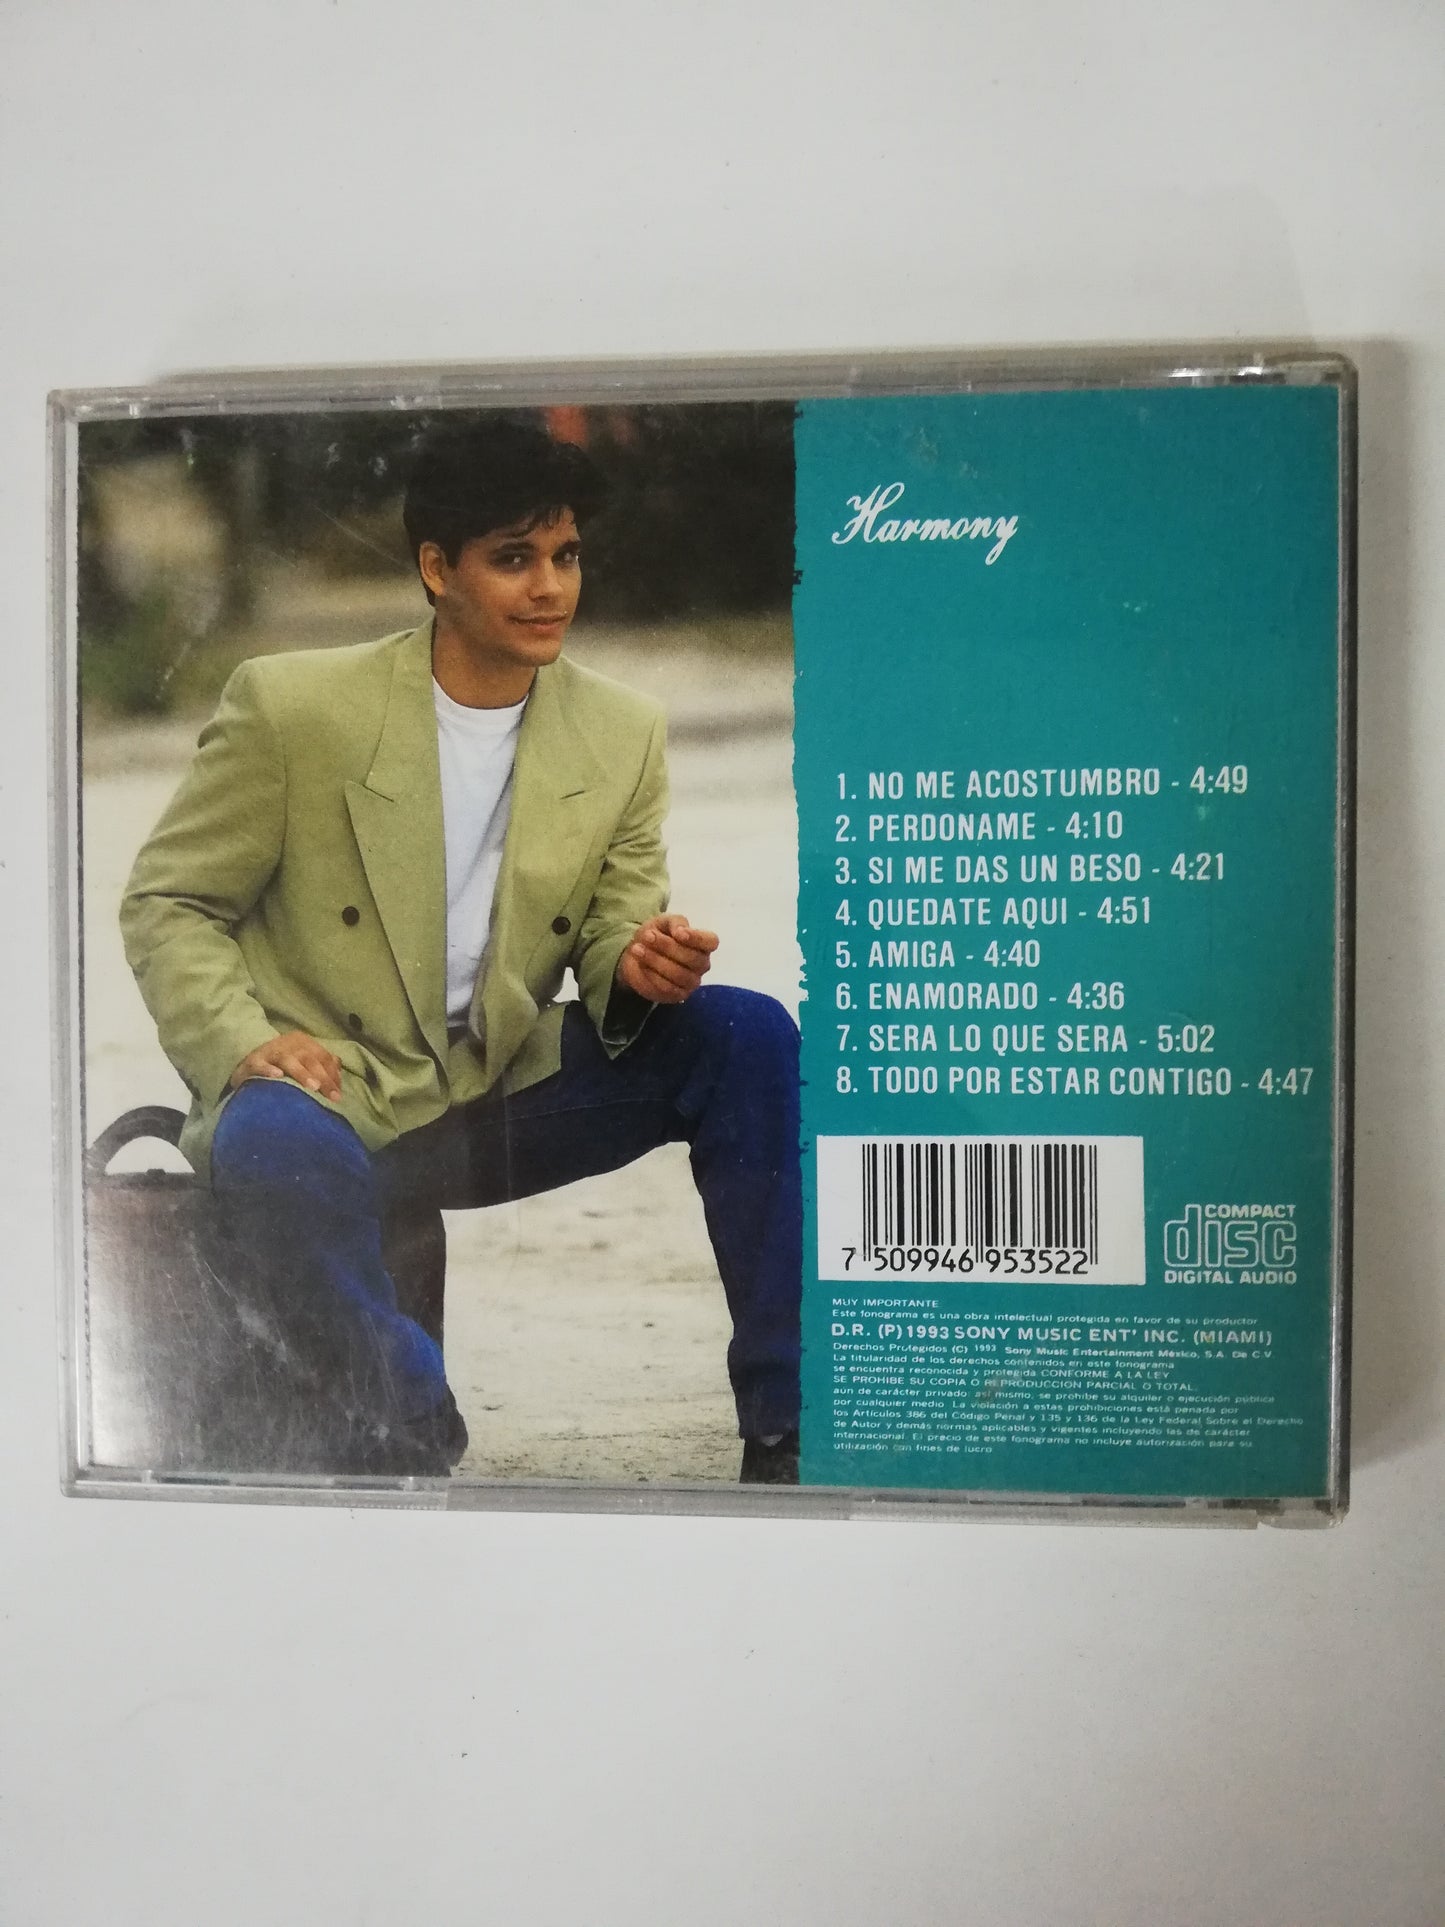 Harmony
1. NO ME ACOSTUMBRO - 4:49
2. PERDONAME - 4:10
3. SI ME DAS UN BESO - 4:21
4. QUEDATE AQUI - 4:51
5. AMIGA - 4:40
6. ENAMORADO - 4:36
7. SERA LO QUE SERA - 5:02
8. TODO POR ESTAR CONTIGO - 4:47
7 509946 953522
COMPACT
disc
DIGITAL AUDIO
MUY IMPORTANTE
Este fonograma es una obra intelectual protegida en favor de su productor
D.R. (P) 1993 SONY MUSIC ENT' INC. (MIAMI)
Derechos Protegidos (C) 1993 Sony Music Entertainment México, S.A. De C.V.
La titularidad de los derechos contenidos en este fonograma
se encuentra reconocida y protegida CONFORME A LA LEY
SE PROHIBE SU COPIA O REPRODUCCION PARCIAL O TOTAL,
aún de carácter privado; así mismo, se prohibe su alquiler o ejecución pública
por cualquier medio. La violación a estas prohibiciones está penada por
los Artículos 386 del Código Penal y 135 y 136 de la Ley Federal Sobre el Derecho
de Autor y demás normas aplicables y vigentes incluyendo las de carácter
internacional. El precio de este fonograma no incluye autorización para su
utilización con fines de lucro